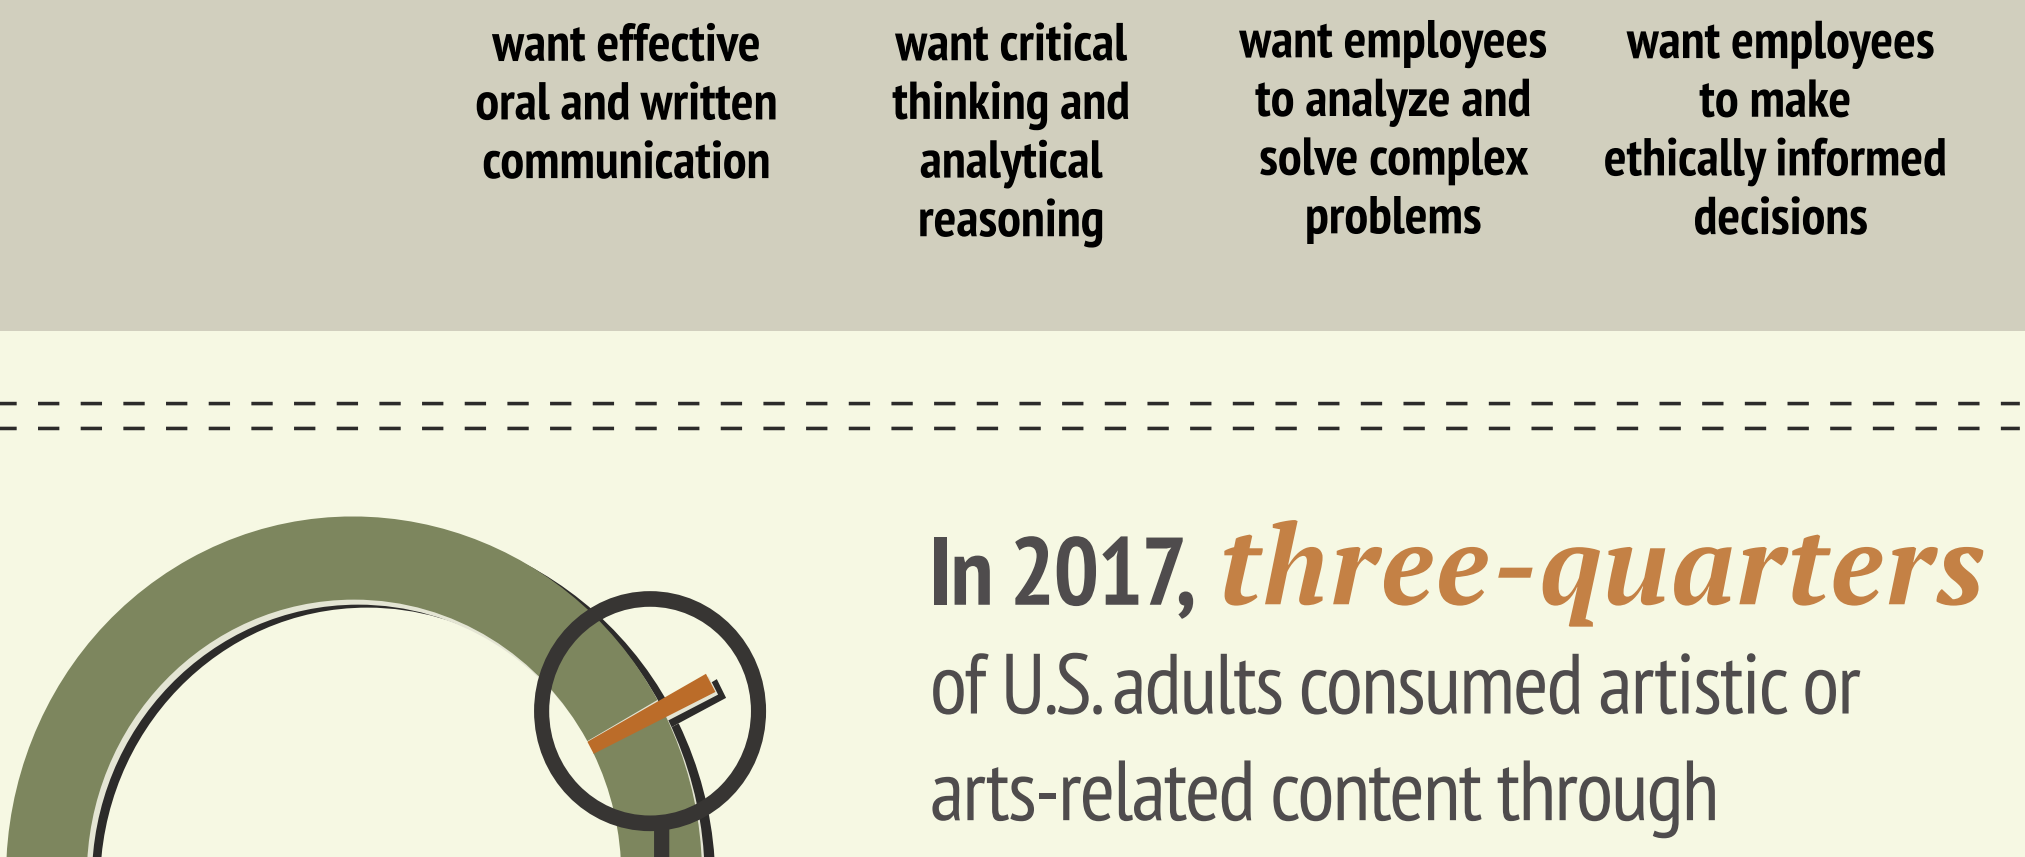 want effective
oral and written
communication
want critical
thinking and
analytical
reasoning
want employees
to analyze and
solve complex
problems
want employees
to make
ethically informed
decisions
In 2017, three-quarters
of U.S. adults consumed artistic or
arts-related content through